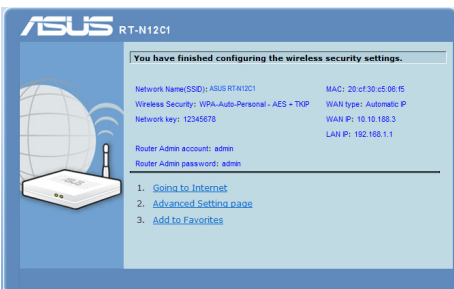 ASUS RT-N12C1
You have finished configuring the wireless security settings.
Network Name(SSID): ASUS RT-N12C1
Wireless Security: WPA-Auto-Personal - AES + TKIP
Network key: 12345678
MAC: 20:cf:30:c5:06:f5
WAN type: Automatic IP
WAN IP: 10.10.188.3
LAN IP: 192.168.1.1
Router Admin account: admin
Router Admin password: admin
1. Going to Internet
2. Advanced Setting page
3. Add to Favorites